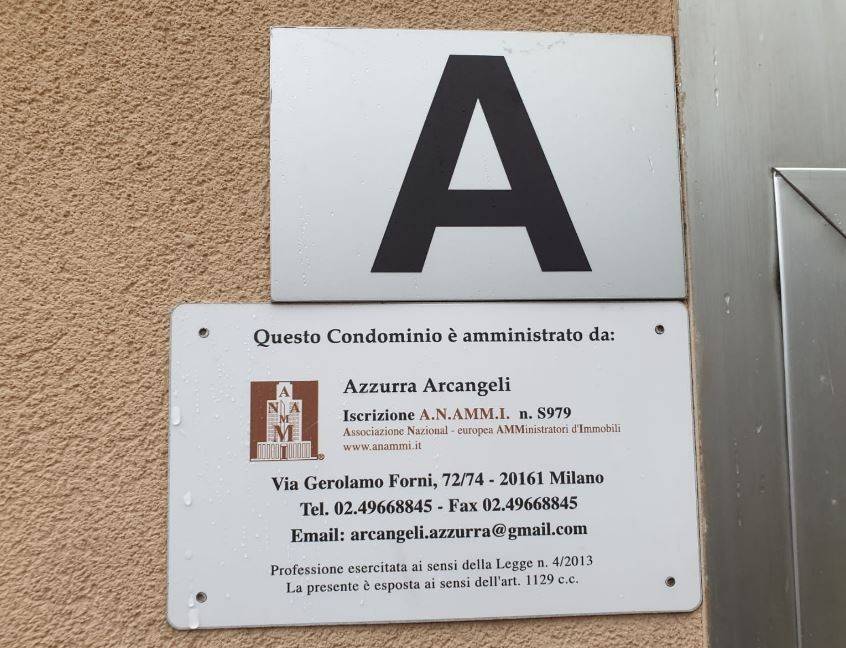 A
Questo Condominio è amministrato da:
A
N A
M
M
I
Azzurra Arcangeli
Iscrizione A.N.AMM.I. n. S979
Associazione Nazional - europea AMMinistratori d'Immobili
www.anammi.it
Via Gerolamo Forni, 72/74 - 20161 Milano
Tel. 02.49668845 - Fax 02.49668845
Email: arcangeli.azzurra@gmail.com
Professione esercitata ai sensi della Legge n. 4/2013
La presente è esposta ai sensi dell'art. 1129 c.c.